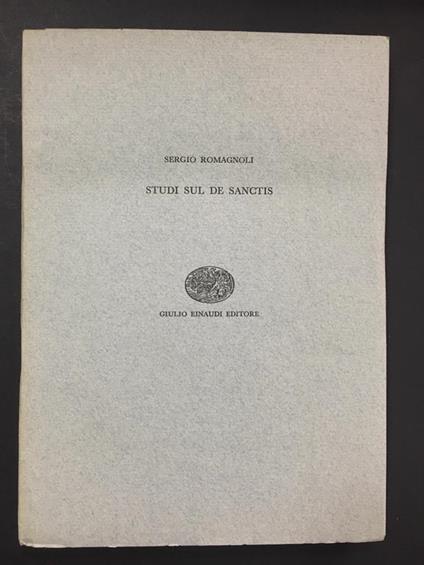 SERGIO ROMAGNOLI
STUDI SUL DE SANCTIS
GIULIO EINAUDI EDITORE